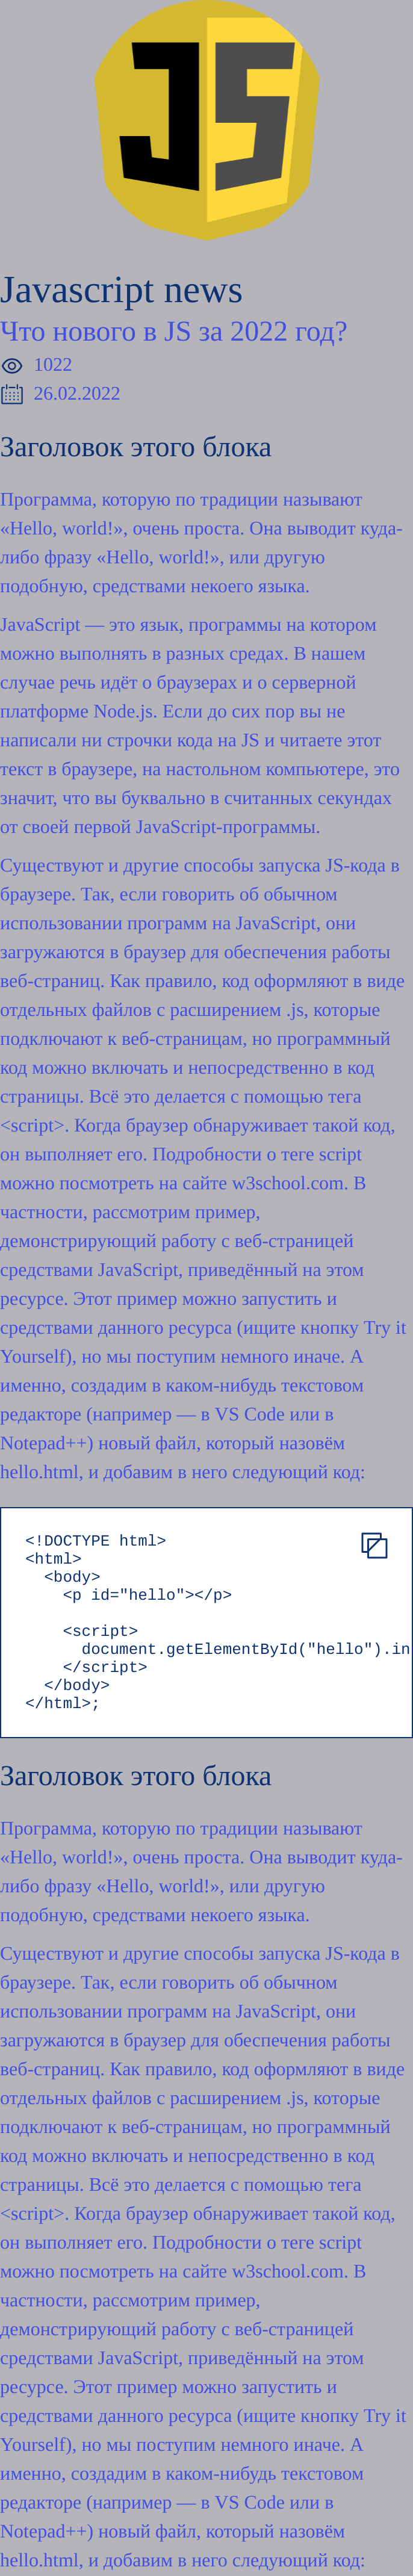 JS
Javascript news
Что нового в JS за 2022 год?
1022
26.02.2022
Заголовок этого блока
Программа, которую по традиции называют
«Hello, world!», очень проста. Она выводит куда-
либо фразу «Hello, world!», или другую
подобную, средствами некоего языка.
JavaScript — это язык, программы на котором
можно выполнять в разных средах. В нашем
случае речь идёт о браузерах и о серверной
платформе Node.js. Если до сих пор вы не
написали ни строчки кода на JS и читаете этот
текст в браузере, на настольном компьютере, это
значит, что вы буквально в считанных секундах
от своей первой JavaScript-программы.
Существуют и другие способы запуска JS-кода в
браузере. Так, если говорить об обычном
использовании программ на JavaScript, они
загружаются в браузер для обеспечения работы
веб-страниц. Как правило, код оформляют в виде
отдельных файлов с расширением .js, которые
подключают к веб-страницам, но программный
код можно включать и непосредственно в код
страницы. Всё это делается с помощью тега
<script>. Когда браузер обнаруживает такой код,
он выполняет его. Подробности о теге script
можно посмотреть на сайте w3school.com. В
частности, рассмотрим пример,
демонстрирующий работу с веб-страницей
средствами JavaScript, приведённый на этом
ресурсе. Этот пример можно запустить и
средствами данного ресурса (ищите кнопку Try it
Yourself), но мы поступим немного иначе. А
именно, создадим в каком-нибудь текстовом
редакторе (например — в VS Code или в
Notepad++) новый файл, который назовём
hello.html, и добавим в него следующий код:
<!DOCTYPE html>
<html>
<body>
<p id="hello"></p>
<script>
document.getElementById("hello").in
</script>
</body>
</html>;
Заголовок этого блока
Программа, которую по традиции называют
«Hello, world!», очень проста. Она выводит куда-
либо фразу «Hello, world!», или другую
подобную, средствами некоего языка.
Существуют и другие способы запуска JS-кода в
браузере. Так, если говорить об обычном
использовании программ на JavaScript, они
загружаются в браузер для обеспечения работы
веб-страниц. Как правило, код оформляют в виде
отдельных файлов с расширением .js, которые
подключают к веб-страницам, но программный
код можно включать и непосредственно в код
страницы. Всё это делается с помощью тега
<script>. Когда браузер обнаруживает такой код,
он выполняет его. Подробности о теге script
можно посмотреть на сайте w3school.com. В
частности, рассмотрим пример,
демонстрирующий работу с веб-страницей
средствами JavaScript, приведённый на этом
ресурсе. Этот пример можно запустить и
средствами данного ресурса (ищите кнопку Try it
Yourself), но мы поступим немного иначе. А
именно, создадим в каком-нибудь текстовом
редакторе (например — в VS Code или в
Notepad++) новый файл, который назовём
hello.html, и добавим в него следующий код: